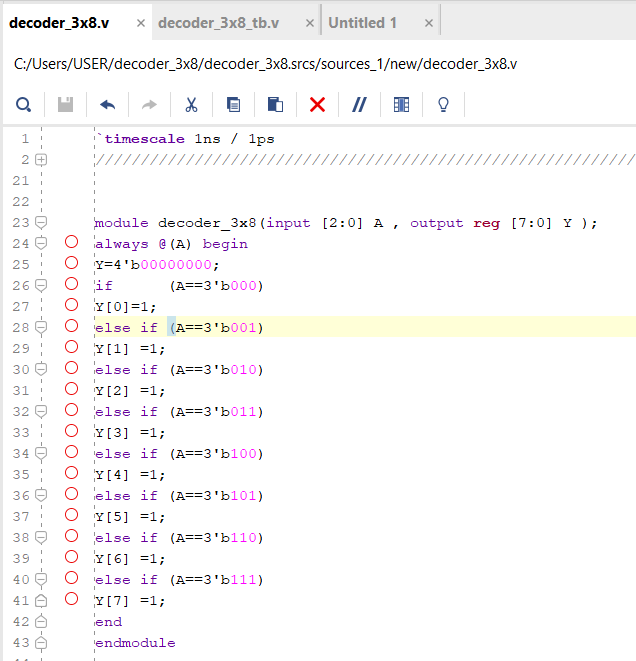 decoder_3x8.v × decoder_3x8_tb.v × Untitled 1 ×
C:/Users/USER/decoder_3x8/decoder_3x8.srcs/sources_1/new/decoder_3x8.v
1 `timescale 1ns / 1ps
2 ////////////////////////////////////////////////////////////
21
22
23 module decoder_3x8(input [2:0] A , output reg [7:0] Y );
24 always @(A) begin
25 Y=4'b00000000;
26 if (A==3'b000)
27 Y[0]=1;
28 else if (A==3'b001)
29 Y[1] =1;
30 else if (A==3'b010)
31 Y[2] =1;
32 else if (A==3'b011)
33 Y[3] =1;
34 else if (A==3'b100)
35 Y[4] =1;
36 else if (A==3'b101)
37 Y[5] =1;
38 else if (A==3'b110)
39 Y[6] =1;
40 else if (A==3'b111)
41 Y[7] =1;
42 end
43 endmodule